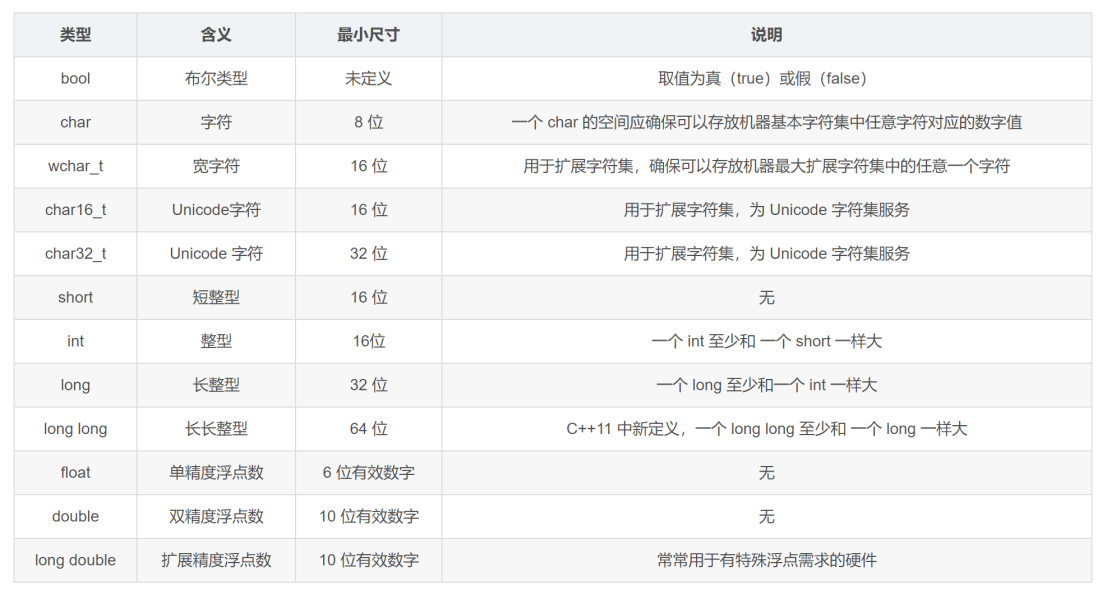 类型 含义 最小尺寸 说明
bool 布尔类型 未定义 取值为真（true）或假（false）
char 字符 8 位 一个 char 的空间应确保可以存放机器基本字符集中任意字符对应的数字值
wchar_t 宽字符 16 位 用于扩展字符集，确保可以存放机器最大扩展字符集中的任意一个字符
char16_t Unicode字符 16 位 用于扩展字符集，为 Unicode 字符集服务
char32_t Unicode 字符 32 位 用于扩展字符集，为 Unicode 字符集服务
short 短整型 16 位 无
int 整型 16位 一个 int 至少和 一个 short 一样大
long 长整型 32 位 一个 long 至少和一个 int 一样大
long long 长长整型 64 位 C++11 中新定义，一个 long long 至少和 一个 long 一样大
float 单精度浮点数 6 位有效数字 无
double 双精度浮点数 10 位有效数字 无
long double 扩展精度浮点数 10 位有效数字 常常用于有特殊浮点需求的硬件